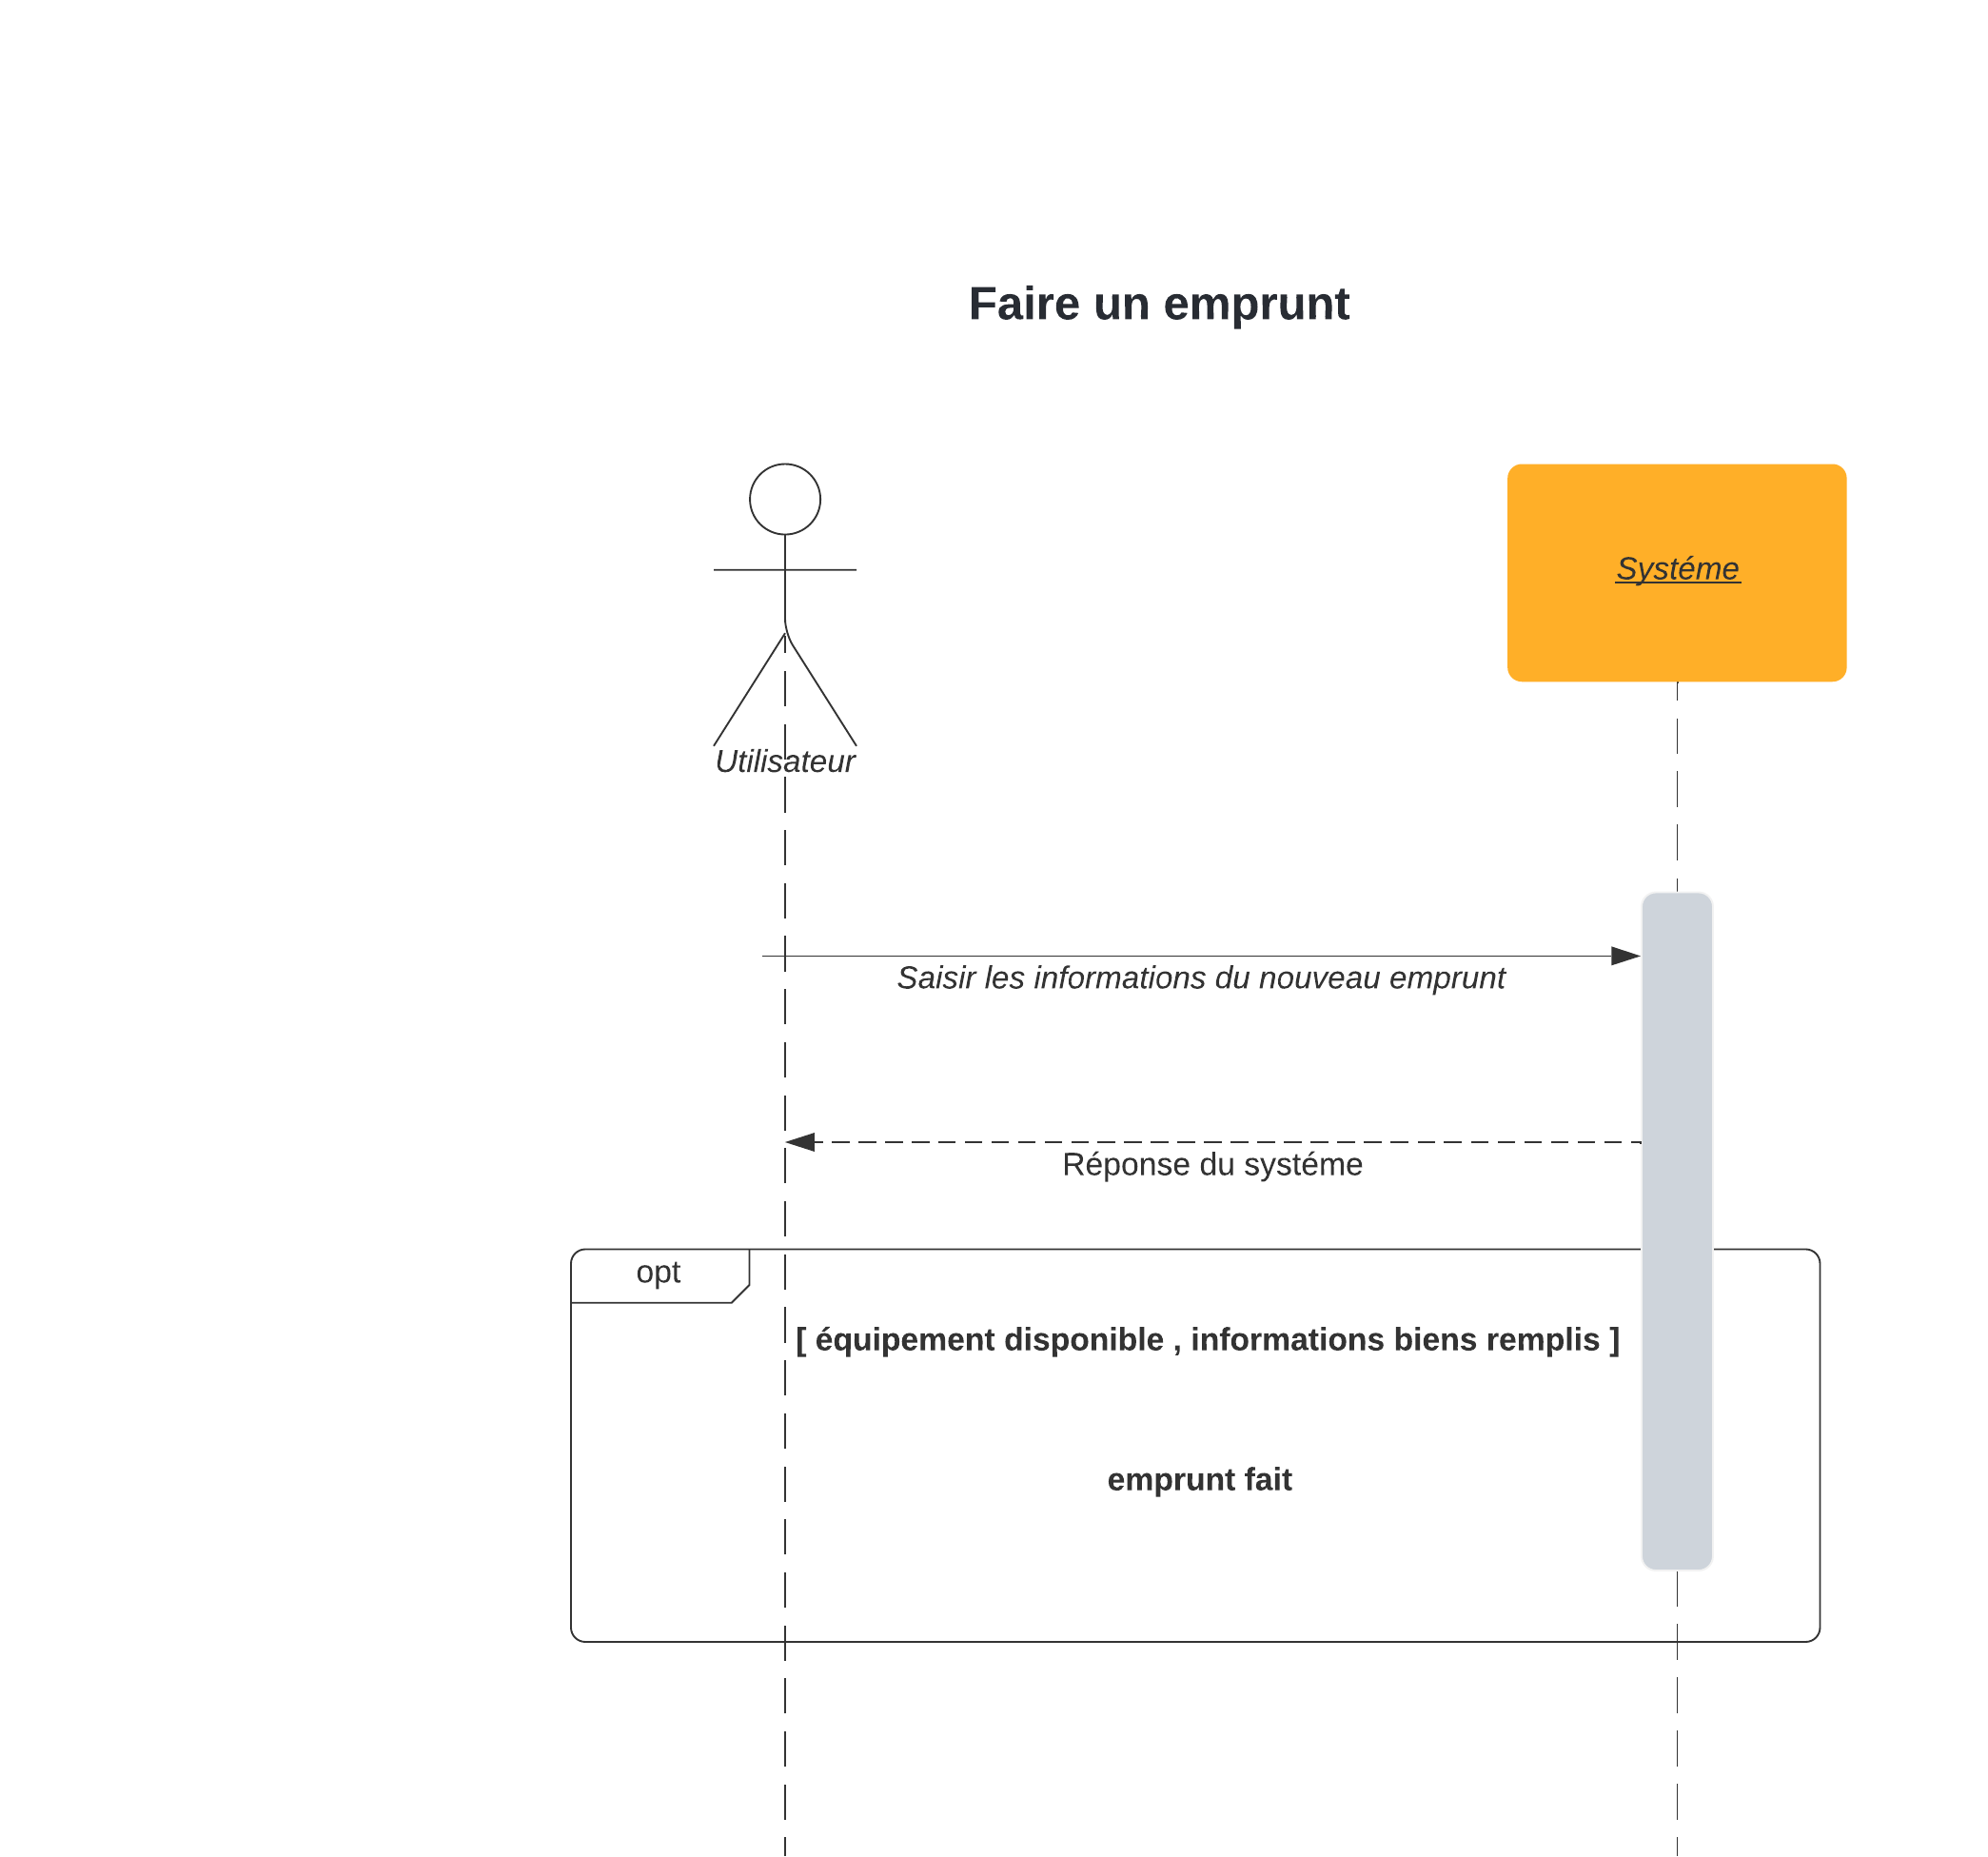 Faire un emprunt
Systéme
Utilisateur
Saisir les informations du nouveau emprunt
Réponse du systéme
opt
[ équipement disponible , informations biens remplis ]
emprunt fait